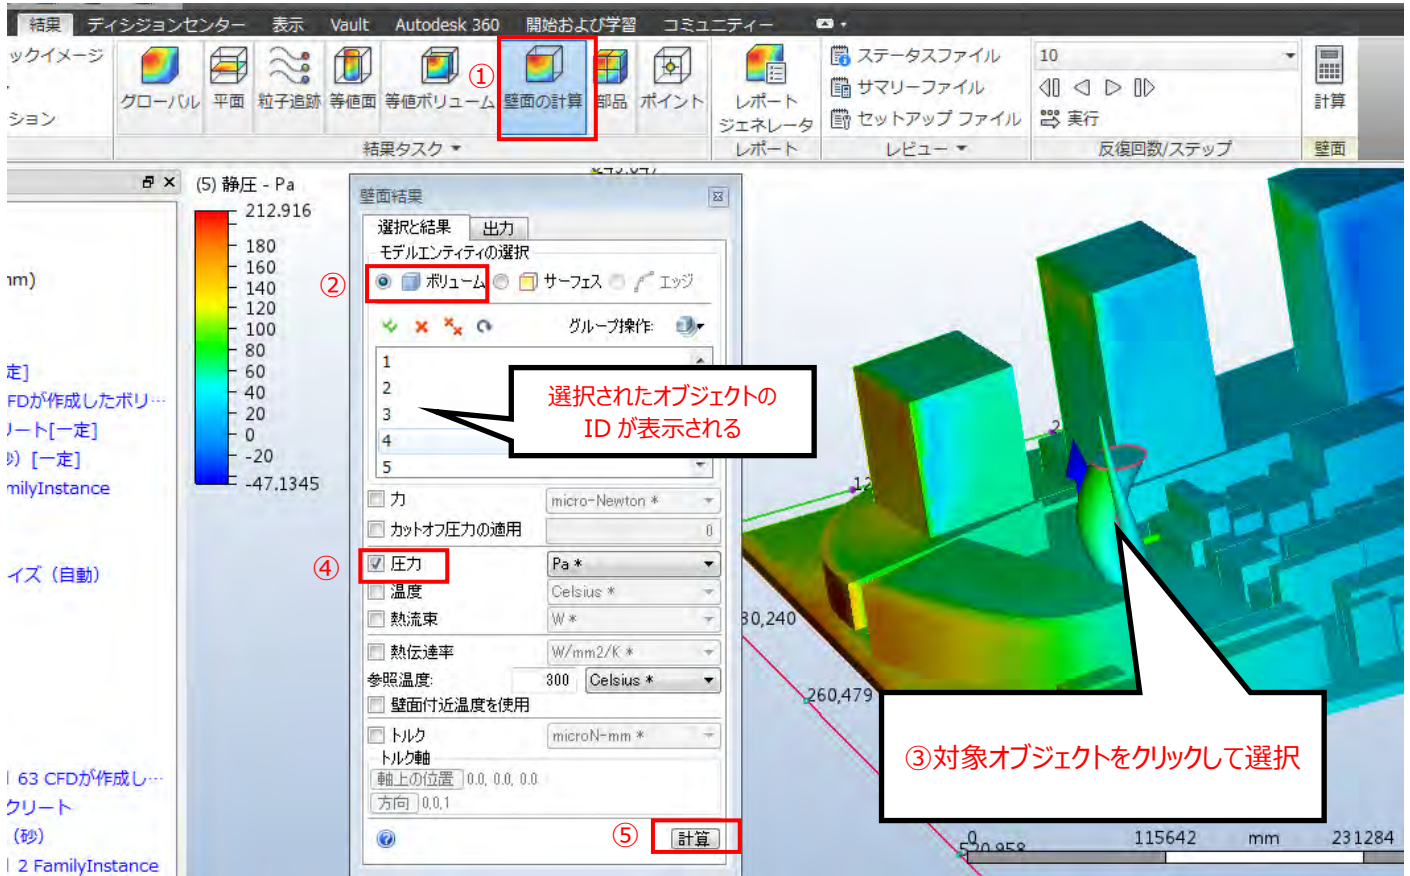 結果 ディシジョンセンター 表示 Vault Autodesk 360 開始および学習 コミュニティー
ックイメージ
ション
グローバル 平面 粒子追跡 等値面 等値ボリューム 壁面の計算 部品 ポイント
①
結果タスク
レポート
ジェネレータ
レポート
ステータスファイル
サマリーファイル
セットアップ ファイル
レビュー
10
実行
反復回数/ステップ
計算
壁面
(5) 静圧 - Pa
212.916
180
160
140
120
100
80
60
40
20
0
-20
-47.1345
定]
FDが作成したボリ…
リート[一定]
[一定]
milyInstance
イズ（自動）
63 CFDが作成し…
クリート
（砂）
2 FamilyInstance
壁面結果
選択と結果 出力
モデルエンティティの選択
②
ボリューム サーフェス エッジ
グループ操作:
1
2
3
4
5
選択されたオブジェクトの
ID が表示される
力 micro-Newton *
カットオフ圧力の適用 0
④
圧力 Pa *
温度 Celsius *
熱流束 W *
熱伝達率 W/mm2/K *
参照温度: 300 Celsius *
壁面付近温度を使用
トルク microN-mm *
トルク軸
軸上の位置 0.0, 0.0, 0.0
方向 0,0,1
⑤
計算
30,240
260,479
520,958
③対象オブジェクトをクリックして選択
0 115642 mm 231284